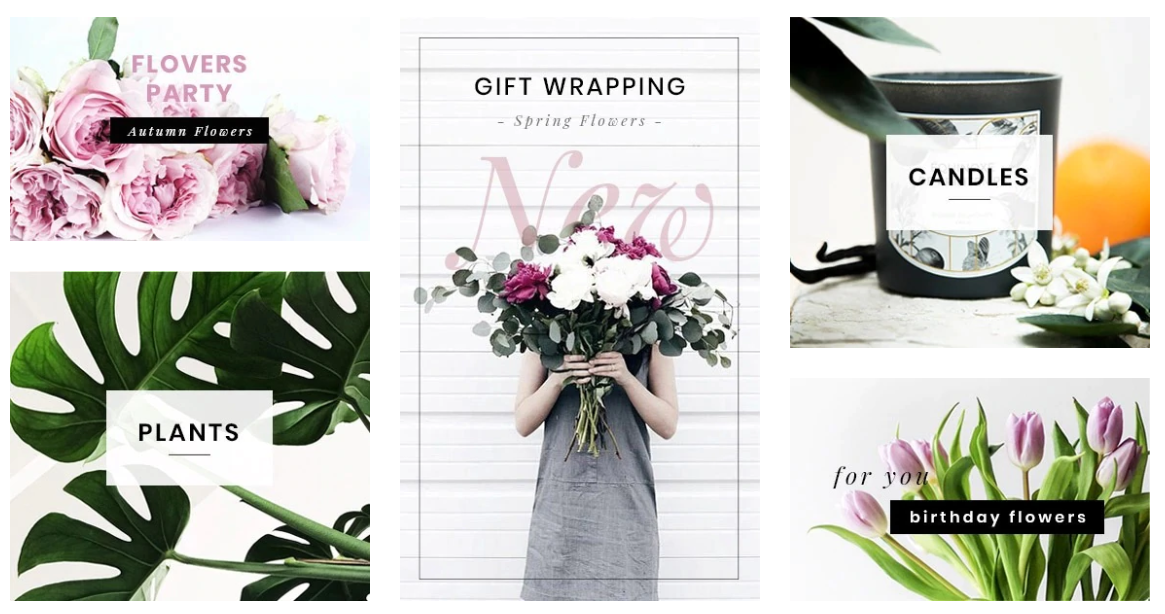 FLOVERS
PARTY
Autumn Flowers
PLANTS
GIFT WRAPPING
- Spring Flowers -
New
CANDLES
for you
birthday flowers